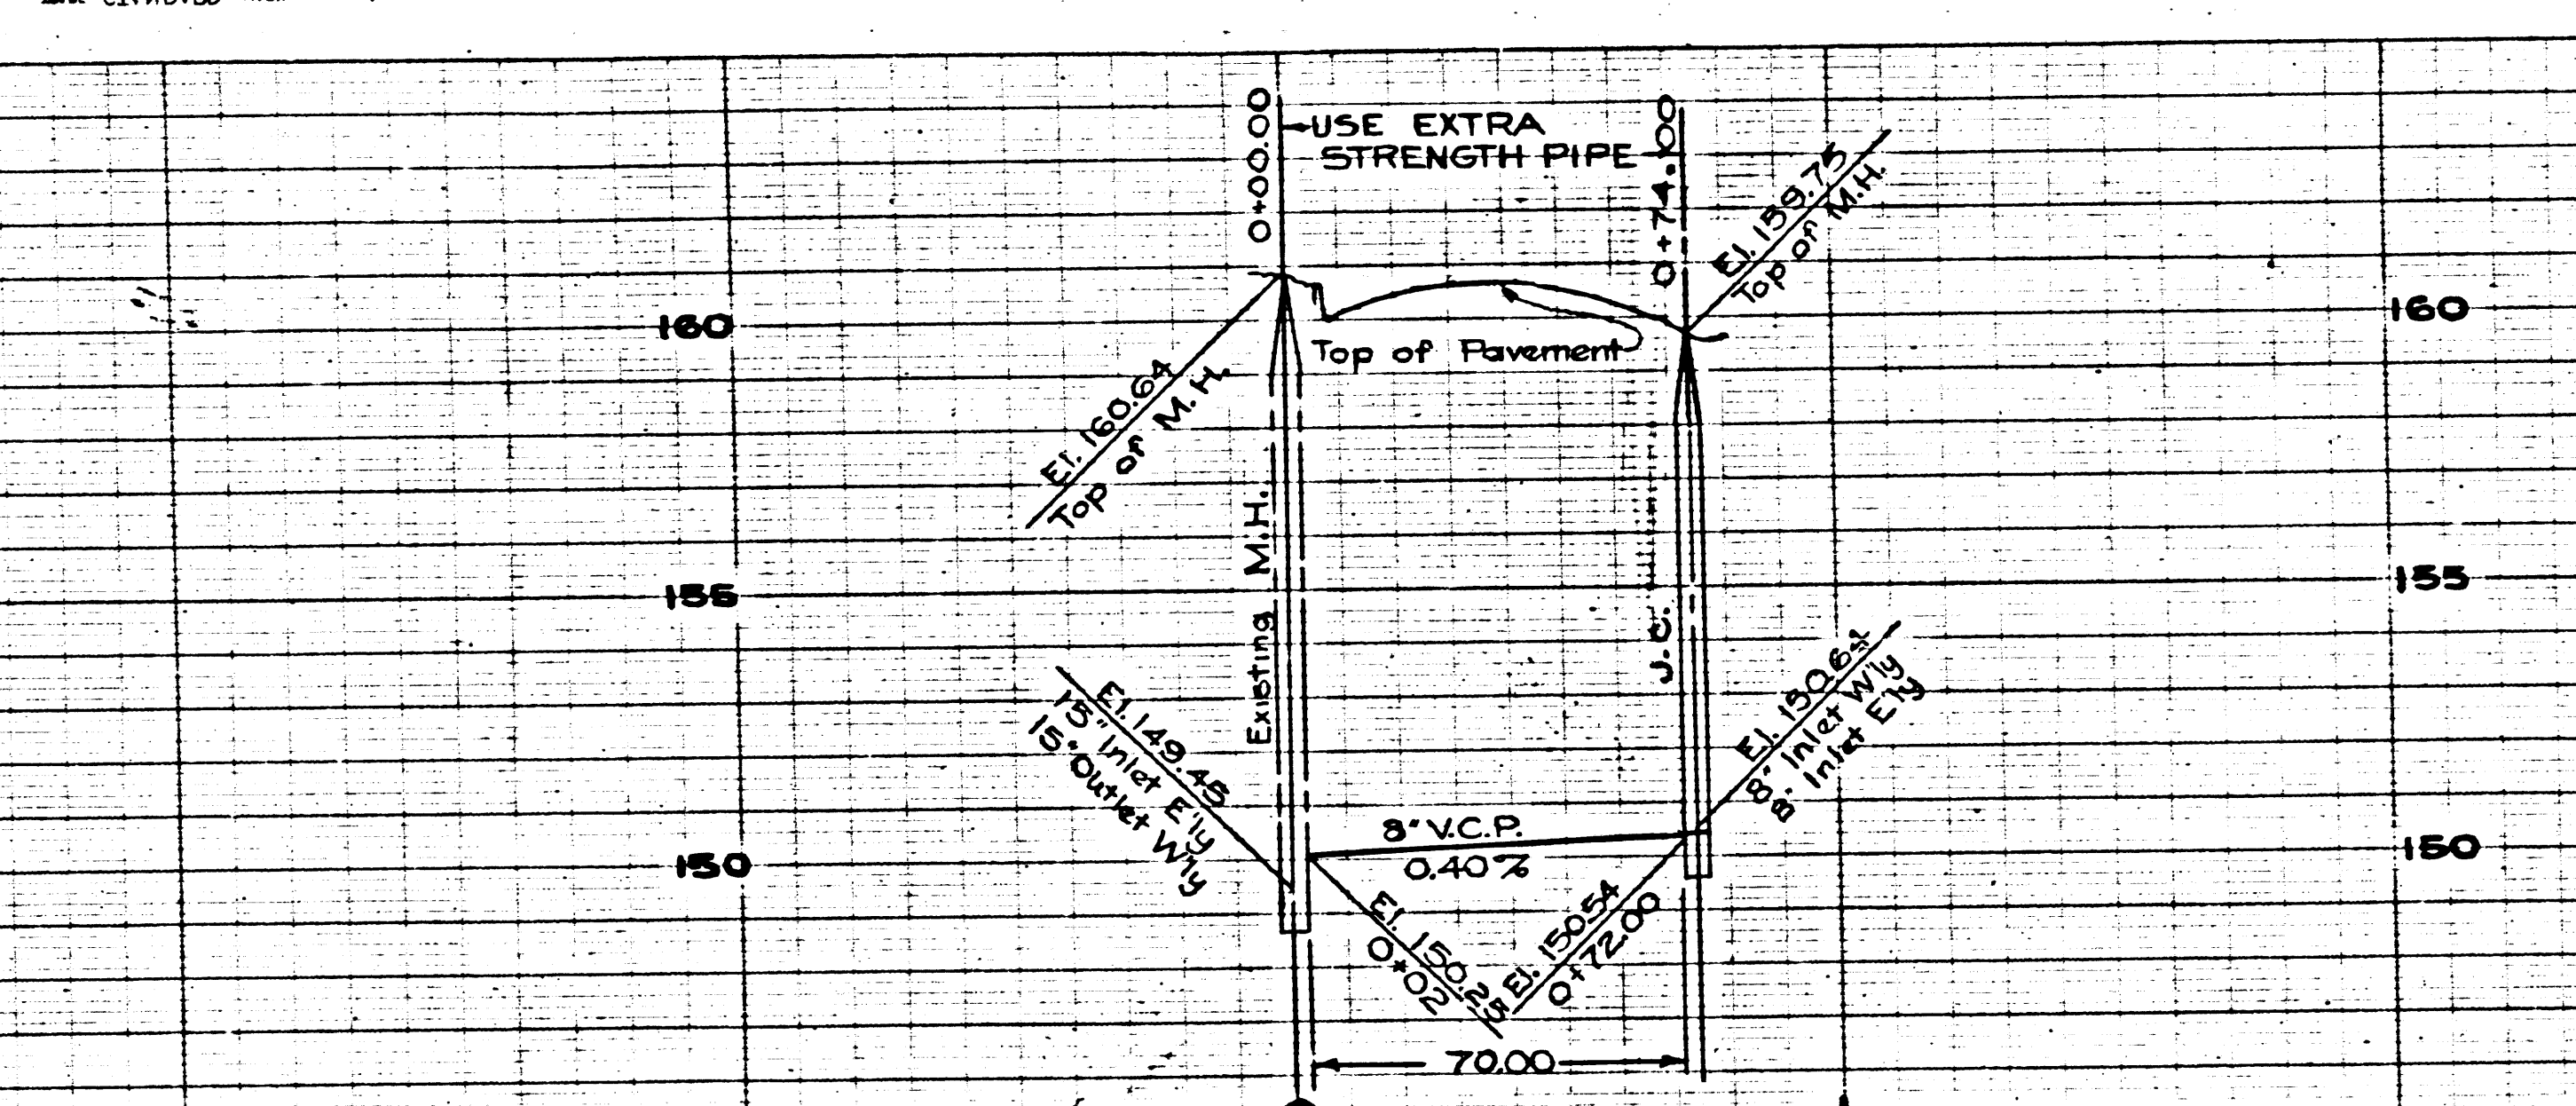 0+00.00
USE EXTRA
STRENGTH PIPE
0+74.00
El. 159.75
Top of M.H.
160
160
Top of Pavement
El. 160.64
Top of M.H.
Existing M.H.
J.C.
155
155
El. 149.45
15" Inlet E'ly
15" Outlet W'ly
El. 150.6
8" Inlet W'ly
8" Inlet E'ly
150
150
8" V.C.P.
0.40%
El. 150.25
0+02
El. 150.54
0+72.00
70.00